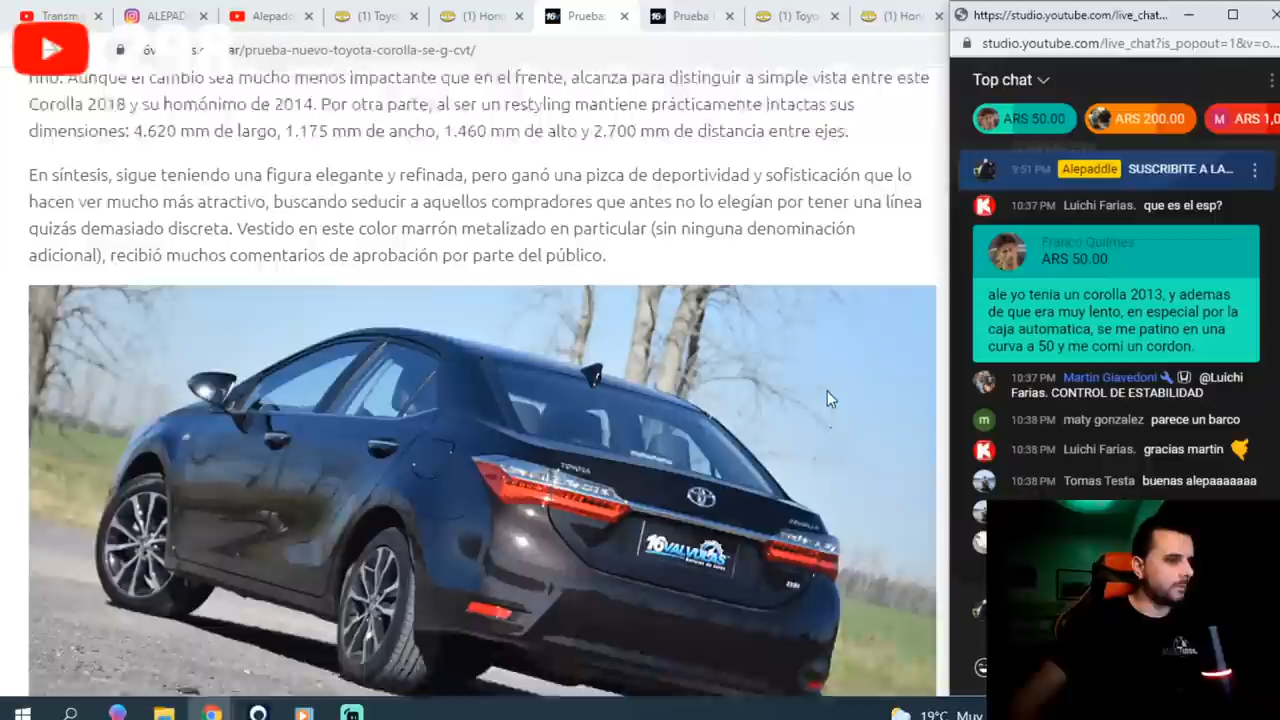 Transm
ALEPAD
Alepadd
(1) Toyo
(1) Hon
Prueba:
Prueba
(1) Toyo
(1) Hon
https://studio.youtube.com/live_chat...
/prueba-nuevo-toyota-corolla-se-g-cvt/
studio.youtube.com/live_chat?is_popout=1&v=o...
fino. Aunque el cambio sea mucho menos impactante que en el frente, alcanza para distinguir a simple vista entre este
Corolla 2018 y su homónimo de 2014. Por otra parte, al ser un restyling mantiene prácticamente intactas sus
dimensiones: 4.620 mm de largo, 1.175 mm de ancho, 1.460 mm de alto y 2.700 mm de distancia entre ejes.
En síntesis, sigue teniendo una figura elegante y refinada, pero ganó una pizca de deportividad y sofisticación que lo
hacen ver mucho más atractivo, buscando seducir a aquellos compradores que antes no lo elegían por tener una línea
quizás demasiado discreta. Vestido en este color marrón metalizado en particular (sin ninguna denominación
adicional), recibió muchos comentarios de aprobación por parte del público.
TOYOTA
16VALVULAS
Top chat
ARS 50.00
ARS 200.00
M ARS 1,0
9:51 PM Alepaddle SUSCRIBITE A LA...
10:37 PM Luichi Farias. que es el esp?
Franco Quilmes
ARS 50.00
ale yo tenia un corolla 2013, y ademas
de que era muy lento, en especial por la
caja automatica, se me patino en una
curva a 50 y me comi un cordon.
10:37 PM Martin Giavedoni @Luichi
Farias. CONTROL DE ESTABILIDAD
m 10:38 PM maty gonzalez parece un barco
10:38 PM Luichi Farias. gracias martin
10:38 PM Tomas Testa buenas alepaaaaaaa
19°C Muy